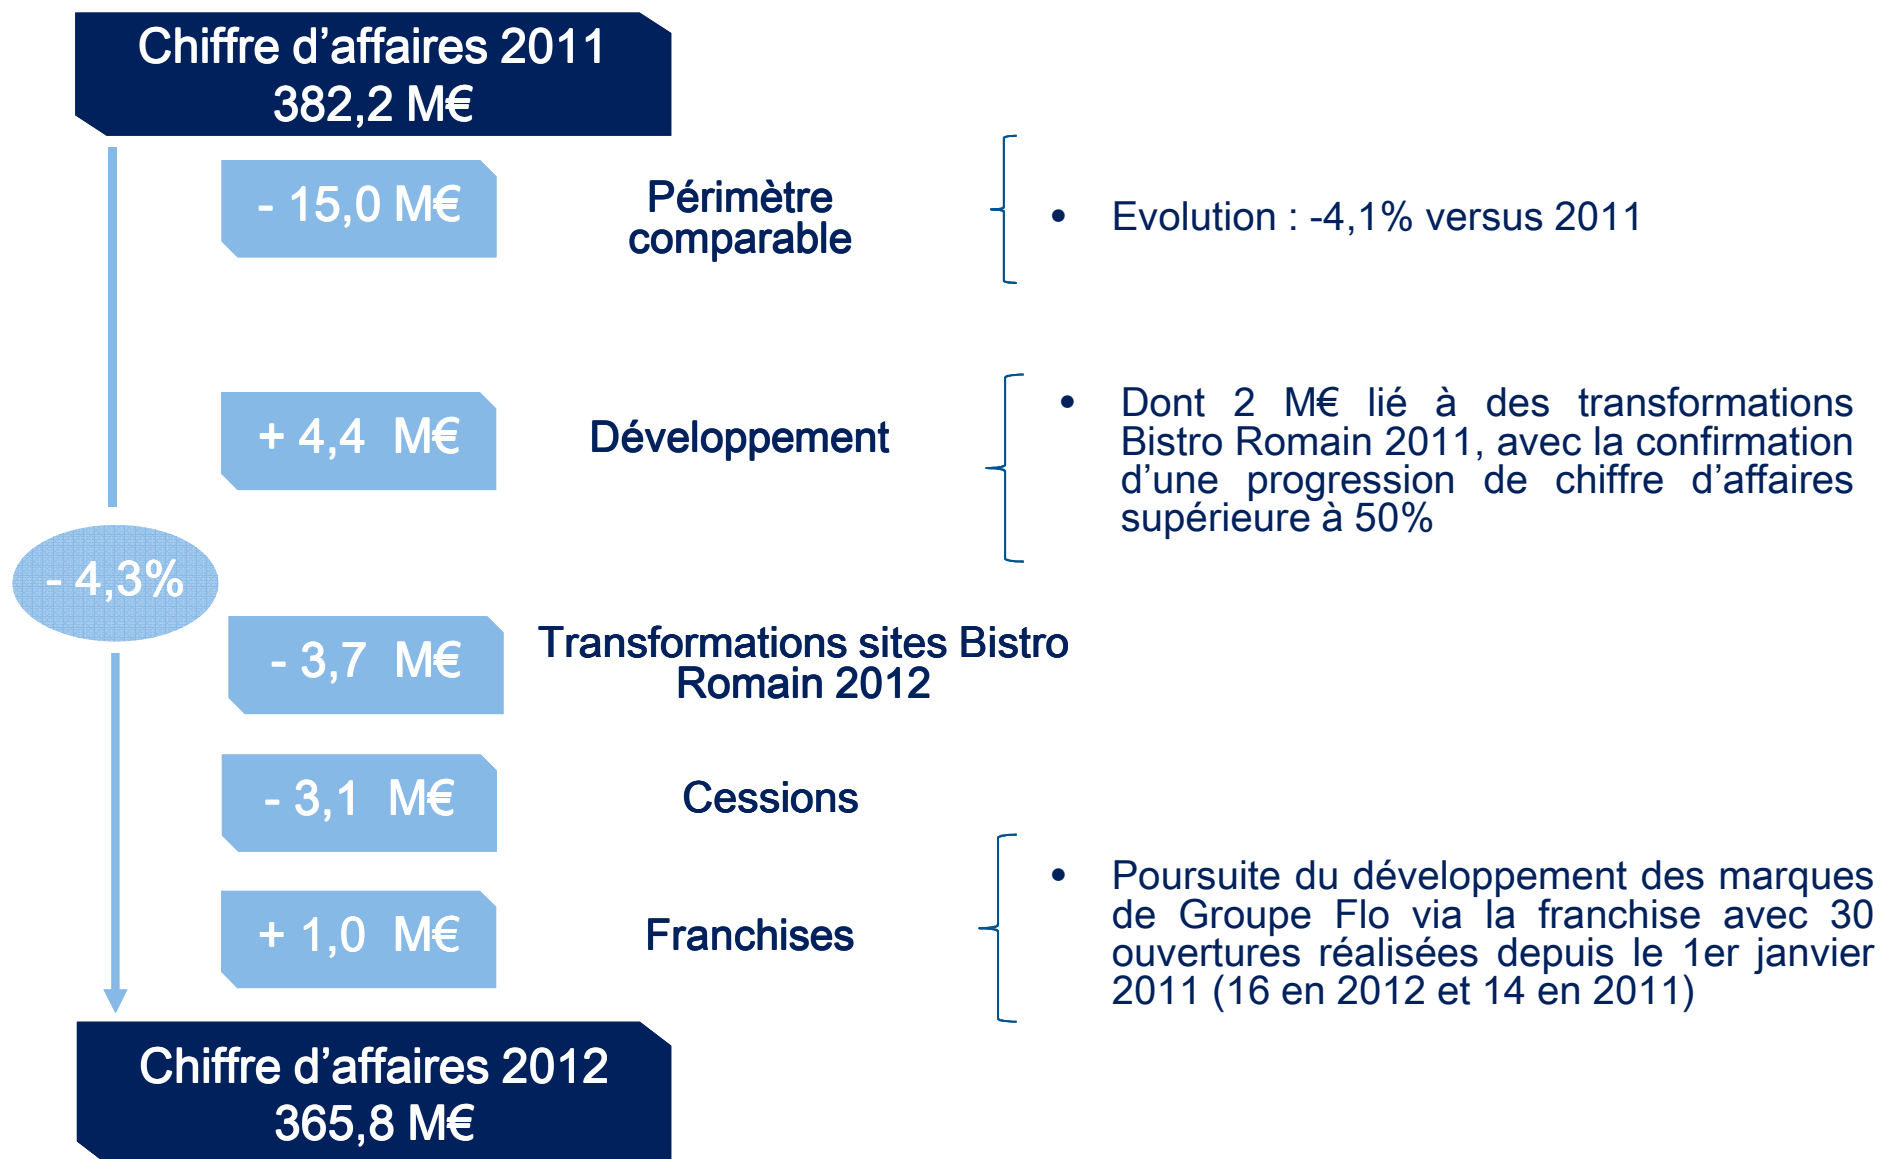 Chiffre d’affaires 2011
382,2 M€
- 15,0 M€
Périmètre
comparable
• Evolution : -4,1% versus 2011
+ 4,4 M€
Développement
• Dont 2 M€ lié à des transformations
Bistro Romain 2011, avec la confirmation
d’une progression de chiffre d’affaires
supérieure à 50%
- 4,3%
- 3,7 M€
Transformations sites Bistro
Romain 2012
- 3,1 M€
Cessions
+ 1,0 M€
Franchises
• Poursuite du développement des marques
de Groupe Flo via la franchise avec 30
ouvertures réalisées depuis le 1er janvier
2011 (16 en 2012 et 14 en 2011)
Chiffre d’affaires 2012
365,8 M€